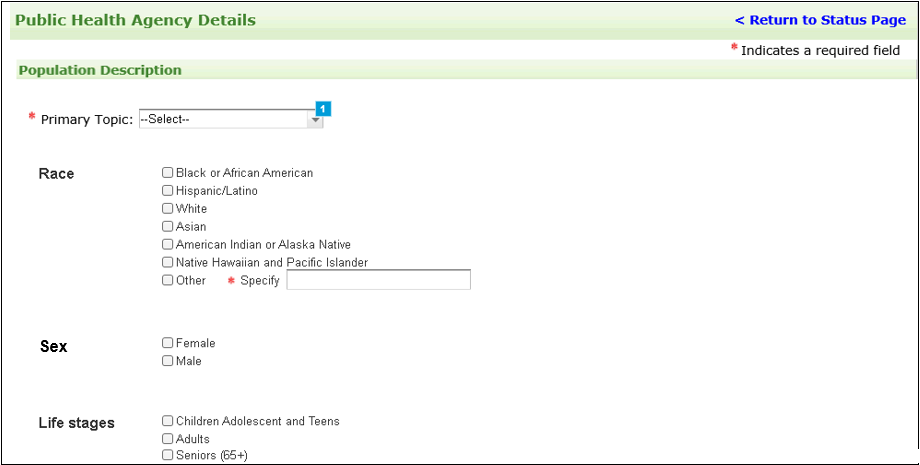 Public Health Agency Details
< Return to Status Page
* Indicates a required field
Population Description
1
* Primary Topic: --Select--
Race
Black or African American
Hispanic/Latino
White
Asian
American Indian or Alaska Native
Native Hawaiian and Pacific Islander
Other * Specify
Sex
Female
Male
Life stages
Children Adolescent and Teens
Adults
Seniors (65+)